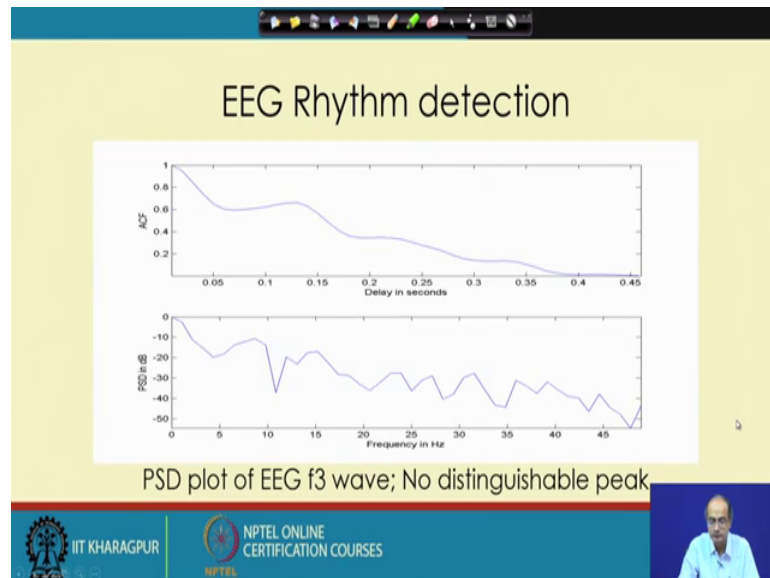 EEG Rhythm detection
1
0.8
0.6
0.4
0.2
ACF
0.05 0.1 0.15 0.2 0.25 0.3 0.35 0.4 0.45
Delay in seconds
0
-10
-20
-30
-40
-50
PSD in dB
0 5 10 15 20 25 30 35 40 45
Frequency in Hz
PSD plot of EEG f3 wave; No distinguishable peak
IIT KHARAGPUR
NPTEL
NPTEL ONLINE
CERTIFICATION COURSES